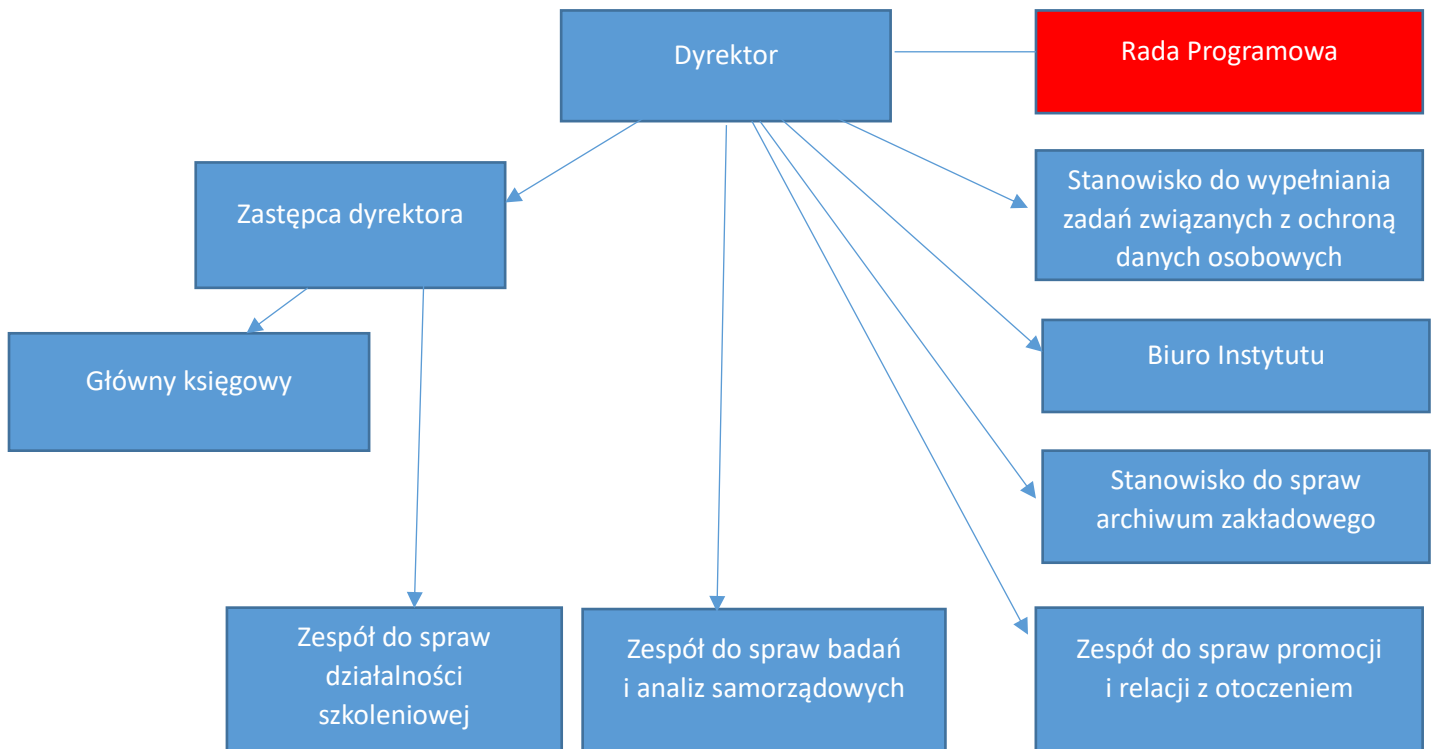 Dyrektor
Rada Programowa
Zastępca dyrektora
Stanowisko do wypełniania
zadań związanych z ochroną
danych osobowych
Główny księgowy
Biuro Instytutu
Stanowisko do spraw
archiwum zakładowego
Zespół do spraw
działalności
szkoleniowej
Zespół do spraw badań
i analiz samorządowych
Zespół do spraw promocji
i relacji z otoczeniem